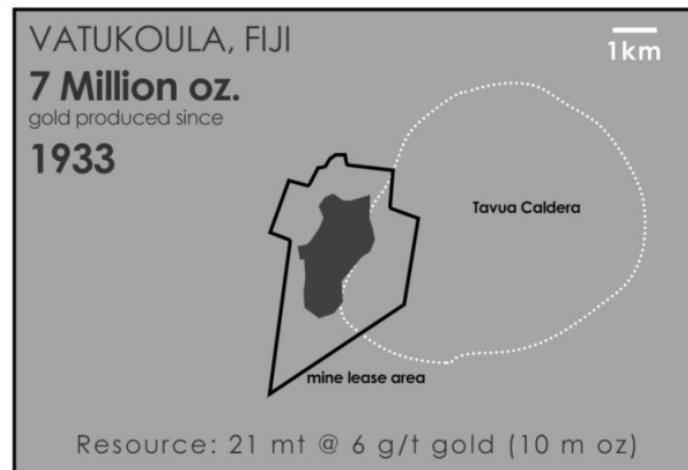 VATUKOULA, FIJI
7 Million oz.
gold produced since
1933
1km
Tavua Caldera
mine lease area
Resource: 21 mt @ 6 g/t gold (10 m oz)